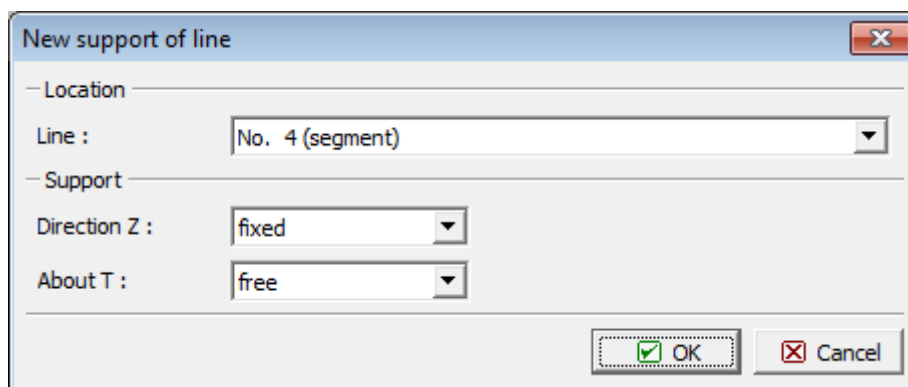 New support of line
Location
Line : No. 4 (segment)
Support
Direction Z : fixed
About T : free
OK Cancel